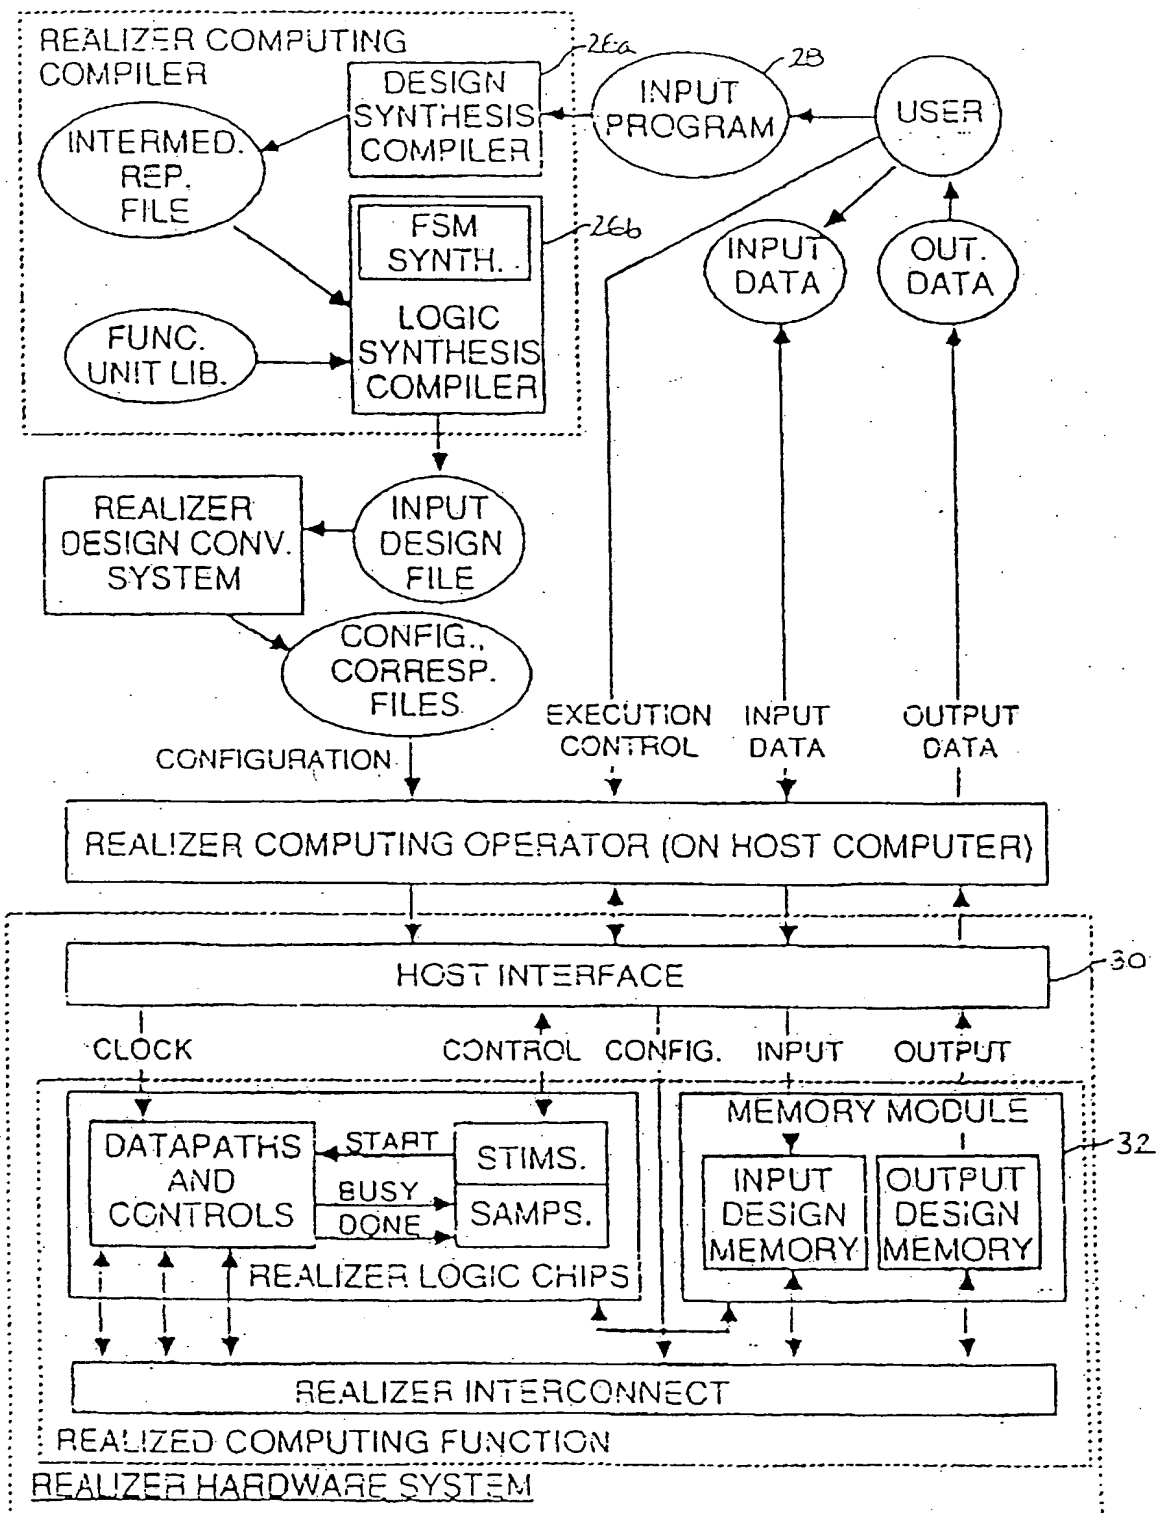 REALIZER COMPUTING
COMPILER
26a
DESIGN
SYNTHESIS
COMPILER
INPUT
PROGRAM
28
USER
INTERMED.
REP.
FILE
FSM
SYNTH.
26b
LOGIC
SYNTHESIS
COMPILER
FUNC.
UNIT LIB.
INPUT
DATA
OUT.
DATA
REALIZER
DESIGN CONV.
SYSTEM
INPUT
DESIGN
FILE
CONFIG.,
CORRESP.
FILES
CONFIGURATION
EXECUTION
CONTROL
INPUT
DATA
OUTPUT
DATA
REALIZER COMPUTING OPERATOR (ON HOST COMPUTER)
HOST INTERFACE
30
CLOCK
CONTROL
CONFIG.
INPUT
OUTPUT
MEMORY MODULE
32
DATAPATHS
AND
CONTROLS
START
BUSY
DONE
STIMS.
SAMPS.
INPUT
DESIGN
MEMORY
OUTPUT
DESIGN
MEMORY
REALIZER LOGIC CHIPS
REALIZER INTERCONNECT
REALIZED COMPUTING FUNCTION
REALIZER HARDWARE SYSTEM